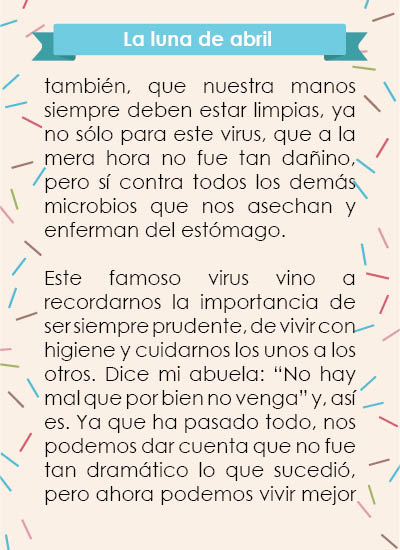 La luna de abril
también, que nuestra manos
siempre deben estar limpias, ya
no sólo para este virus, que a la
mera hora no fue tan dañino,
pero sí contra todos los demás
microbios que nos asechan y
enferman del estómago.
Este famoso virus vino a
recordarnos la importancia de
ser siempre prudente, de vivir con
higiene y cuidarnos los unos a los
otros. Dice mi abuela: “No hay
mal que por bien no venga” y, así
es. Ya que ha pasado todo, nos
podemos dar cuenta que no fue
tan dramático lo que sucedió,
pero ahora podemos vivir mejor